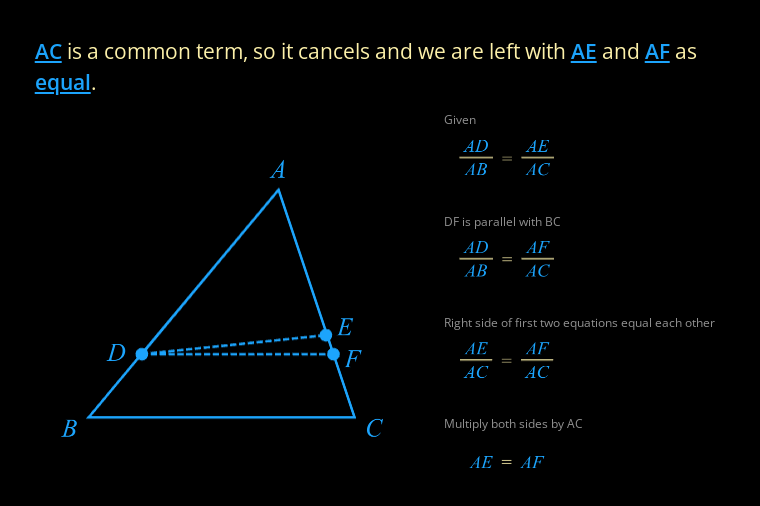 AC is a common term, so it cancels and we are left with AE and AF as
equal.
Given
AD/AB = AE/AC
DF is parallel with BC
AD/AB = AF/AC
Right side of first two equations equal each other
AE/AC = AF/AC
Multiply both sides by AC
AE = AF
A
E
D
F
B
C